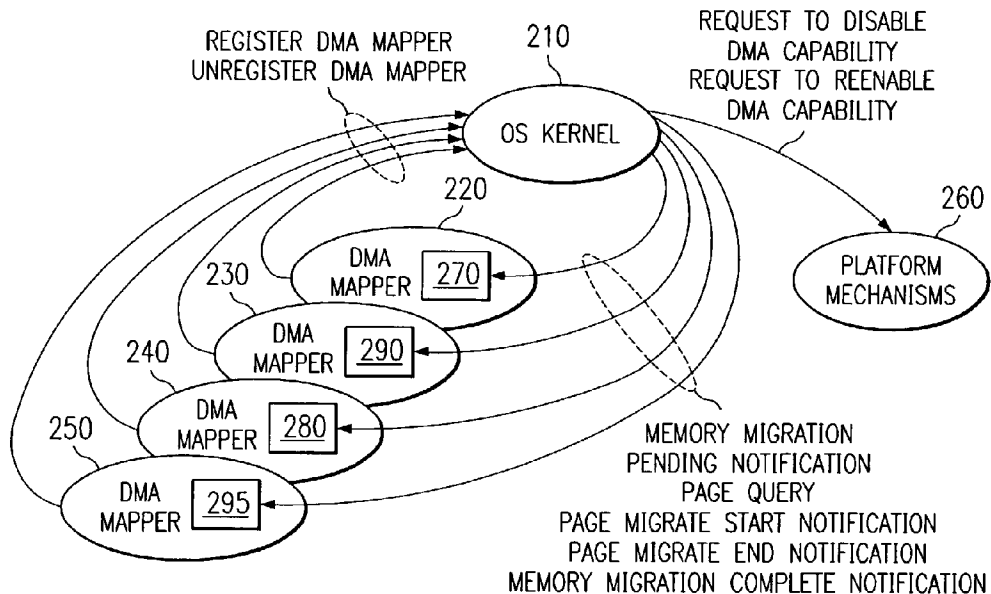 REGISTER DMA MAPPER
UNREGISTER DMA MAPPER
210
OS KERNEL
REQUEST TO DISABLE
DMA CAPABILITY
REQUEST TO REENABLE
DMA CAPABILITY
260
PLATFORM
MECHANISMS
220
DMA
MAPPER
270
230
DMA
MAPPER
290
240
DMA
MAPPER
280
250
DMA
MAPPER
295
MEMORY MIGRATION
PENDING NOTIFICATION
PAGE QUERY
PAGE MIGRATE START NOTIFICATION
PAGE MIGRATE END NOTIFICATION
MEMORY MIGRATION COMPLETE NOTIFICATION